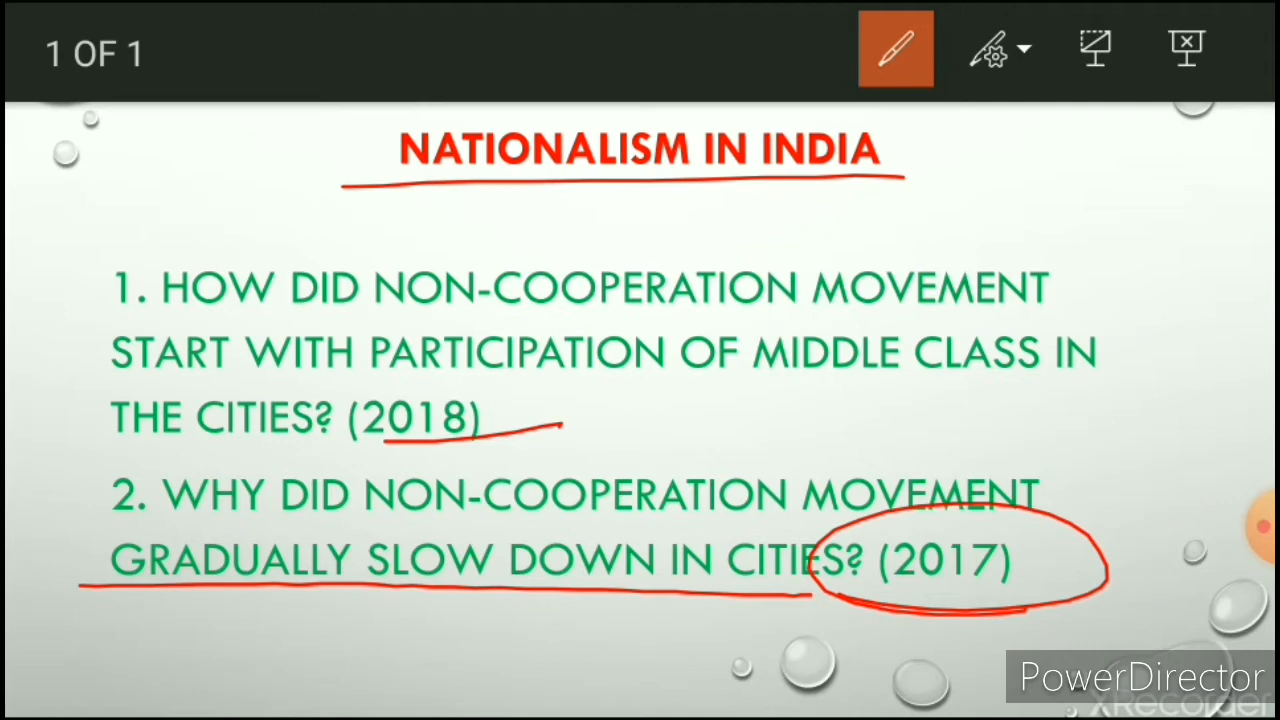 1 OF 1
NATIONALISM IN INDIA
1. HOW DID NON-COOPERATION MOVEMENT
START WITH PARTICIPATION OF MIDDLE CLASS IN
THE CITIES? (2018)
2. WHY DID NON-COOPERATION MOVEMENT
GRADUALLY SLOW DOWN IN CITIES? (2017)
PowerDirector
XRecorder